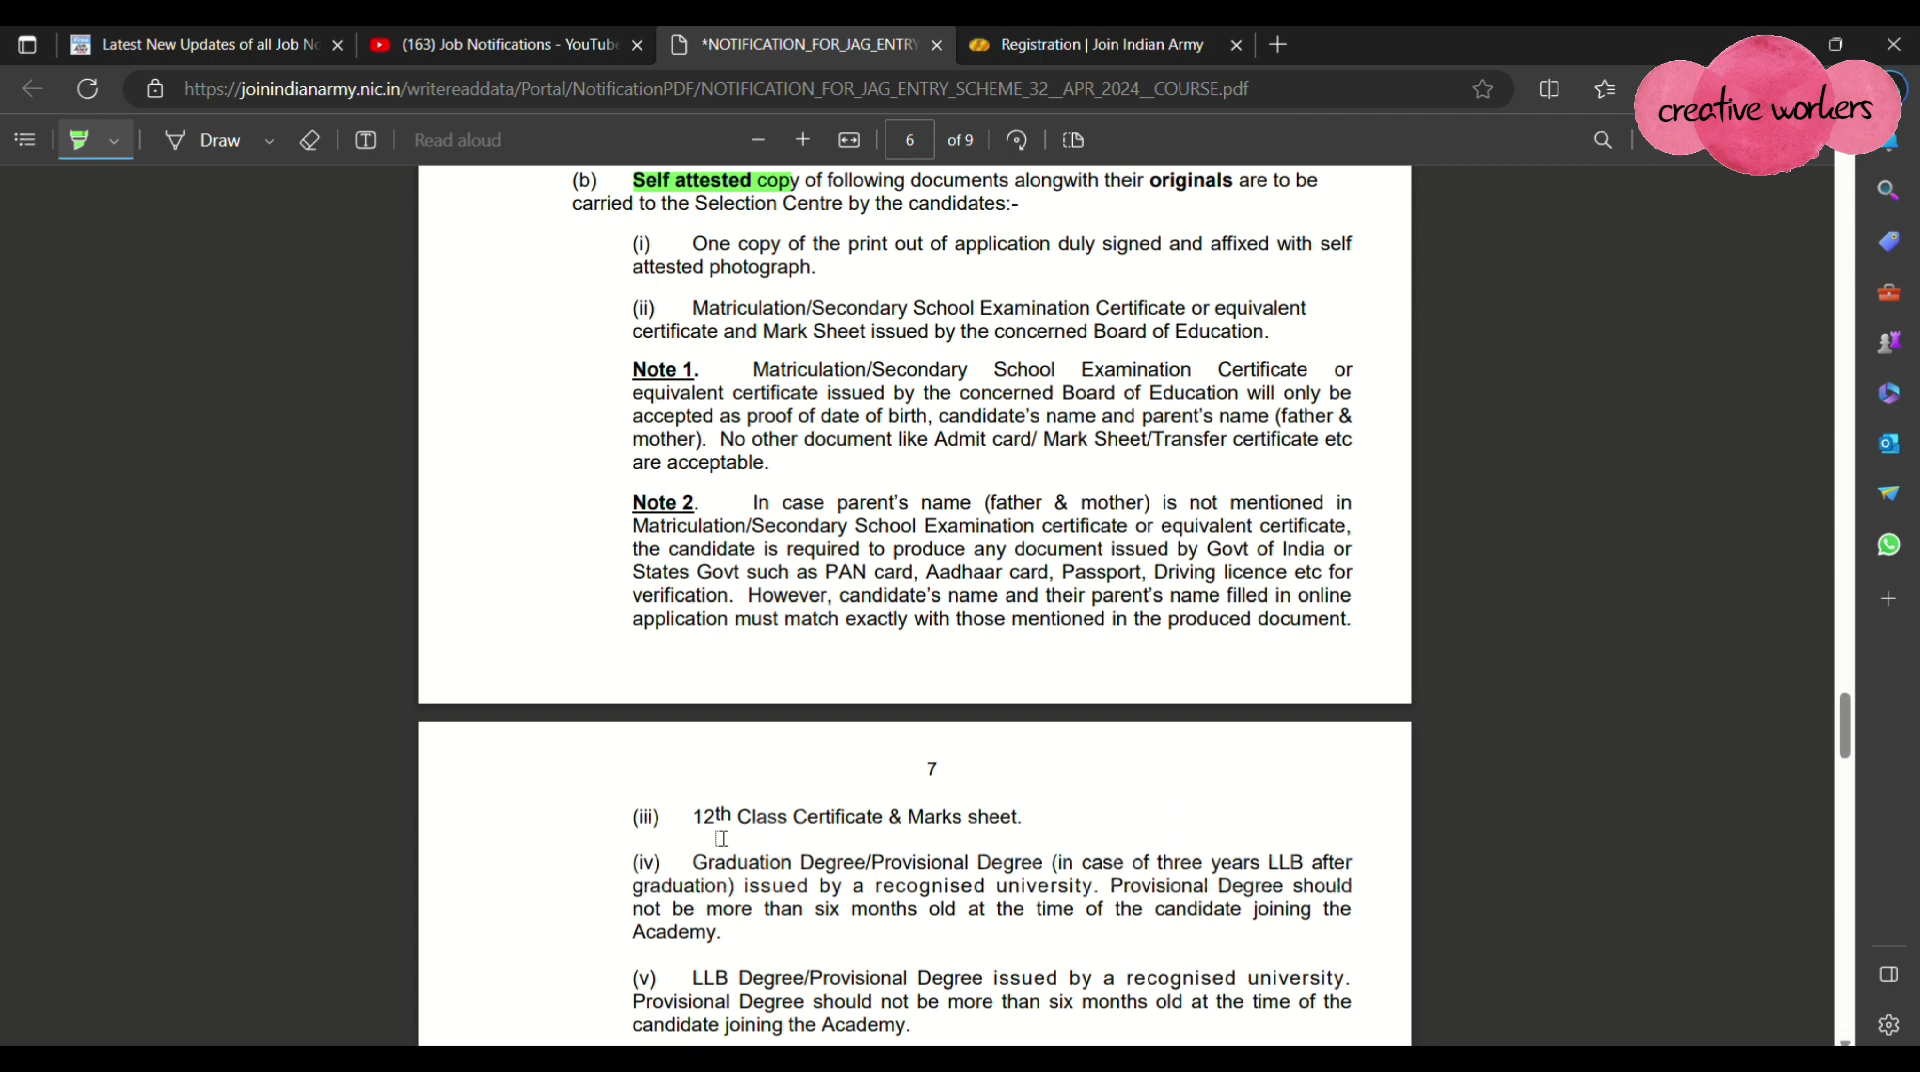 Latest New Updates of all Job No
(163) Job Notifications - YouTube
*NOTIFICATION_FOR_JAG_ENTRY
Registration | Join Indian Army
https://joinindianarmy.nic.in/writereaddata/Portal/NotificationPDF/NOTIFICATION_FOR_JAG_ENTRY_SCHEME_32__APR_2024__COURSE.pdf
creative workers
Draw
Read aloud
6 of 9
(b) Self attested copy of following documents alongwith their originals are to be
carried to the Selection Centre by the candidates:-
(i) One copy of the print out of application duly signed and affixed with self
attested photograph.
(ii) Matriculation/Secondary School Examination Certificate or equivalent
certificate and Mark Sheet issued by the concerned Board of Education.
Note 1. Matriculation/Secondary School Examination Certificate or
equivalent certificate issued by the concerned Board of Education will only be
accepted as proof of date of birth, candidate's name and parent's name (father &
mother). No other document like Admit card/ Mark Sheet/Transfer certificate etc
are acceptable.
Note 2. In case parent's name (father & mother) is not mentioned in
Matriculation/Secondary School Examination certificate or equivalent certificate,
the candidate is required to produce any document issued by Govt of India or
States Govt such as PAN card, Aadhaar card, Passport, Driving licence etc for
verification. However, candidate's name and their parent's name filled in online
application must match exactly with those mentioned in the produced document.
7
(iii) 12th Class Certificate & Marks sheet.
(iv) Graduation Degree/Provisional Degree (in case of three years LLB after
graduation) issued by a recognised university. Provisional Degree should
not be more than six months old at the time of the candidate joining the
Academy.
(v) LLB Degree/Provisional Degree issued by a recognised university.
Provisional Degree should not be more than six months old at the time of the
candidate joining the Academy.